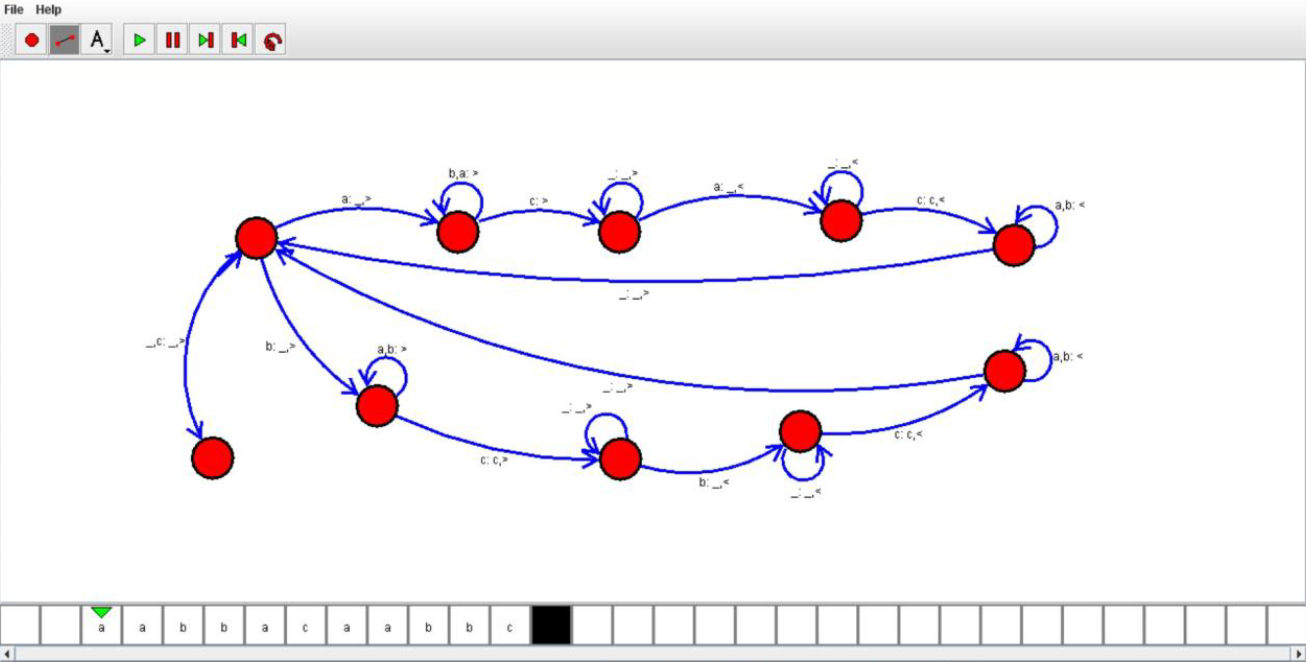 File Help
A
b,a: >
_: _,>
_: _,<
a: _,>
c: >
a: _,<
c: c,<
a,b: <
_: _,>
_,c: _,>
b: _,>
a,b: >
_: _,>
a,b: <
_: _,>
c: c,>
b: _,<
c: c,<
_: _,<
a a b b a c a a b b c